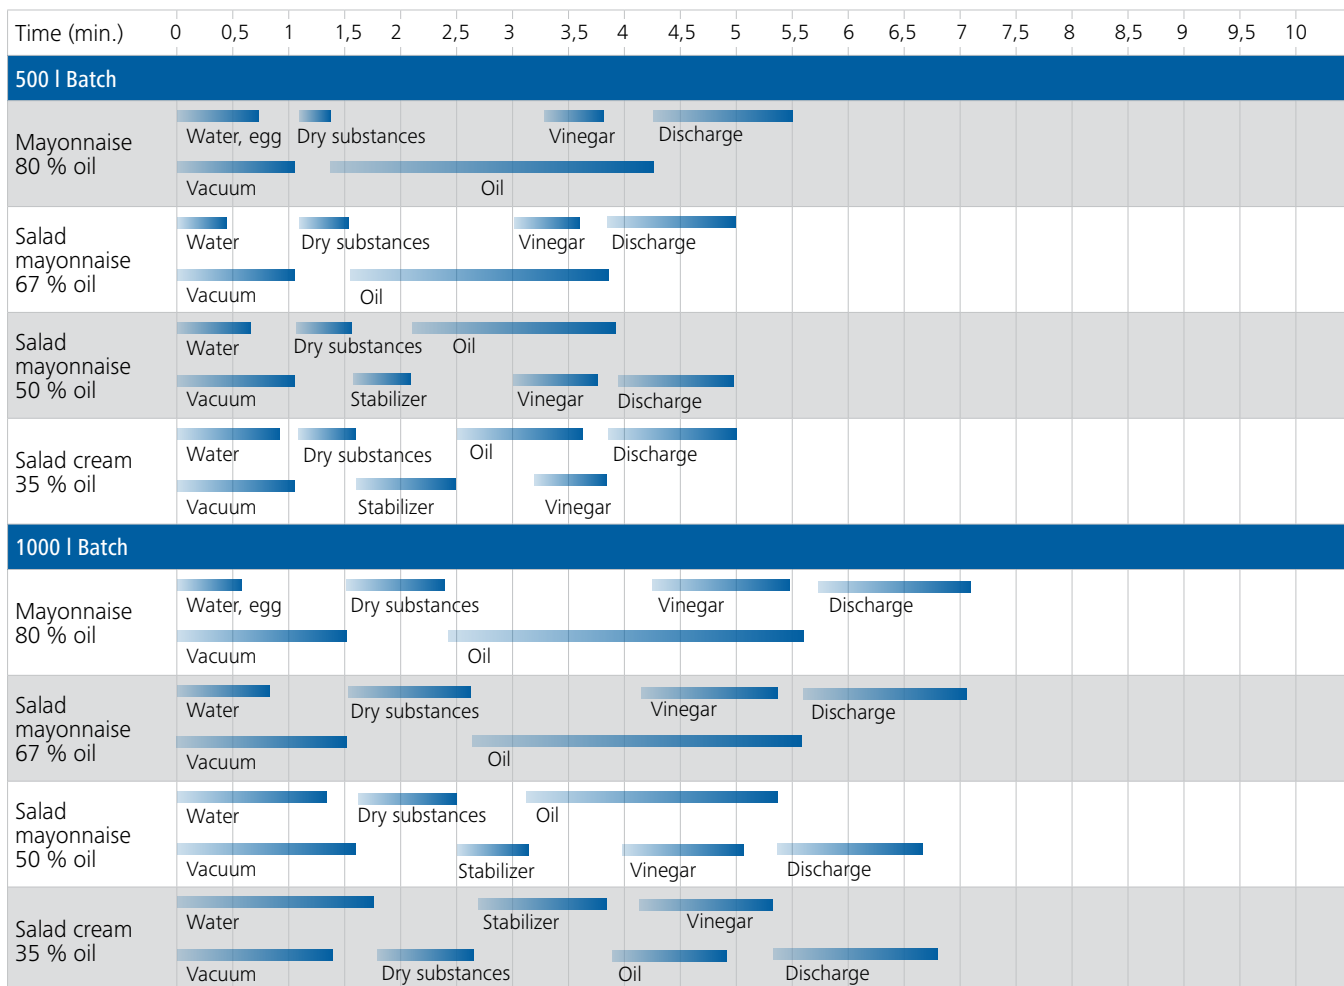 Time (min.) 0 0,5 1 1,5 2 2,5 3 3,5 4 4,5 5 5,5 6 6,5 7 7,5 8 8,5 9 9,5 10
500 l Batch
Mayonnaise
80 % oil
Water, egg Dry substances Vinegar Discharge
Vacuum Oil
Salad
mayonnaise
67 % oil
Water Dry substances Vinegar Discharge
Vacuum Oil
Salad
mayonnaise
50 % oil
Water Dry substances Oil
Vacuum Stabilizer Vinegar Discharge
Salad cream
35 % oil
Water Dry substances Oil Discharge
Vacuum Stabilizer Vinegar
1000 l Batch
Mayonnaise
80 % oil
Water, egg Dry substances Vinegar Discharge
Vacuum Oil
Salad
mayonnaise
67 % oil
Water Dry substances Vinegar Discharge
Vacuum Oil
Salad
mayonnaise
50 % oil
Water Dry substances Oil
Vacuum Stabilizer Vinegar Discharge
Salad cream
35 % oil
Water Stabilizer Vinegar
Vacuum Dry substances Oil Discharge